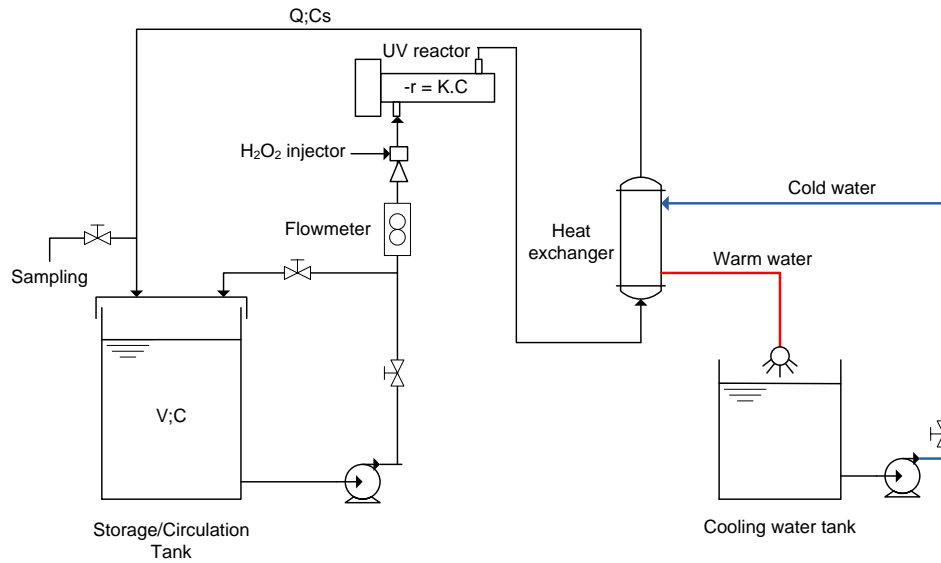 Q;Cs
UV reactor
-r = K.C
H₂O₂ injector
Cold water
Flowmeter
Heat
exchanger
Warm water
Sampling
V;C
Storage/Circulation
Tank
Cooling water tank